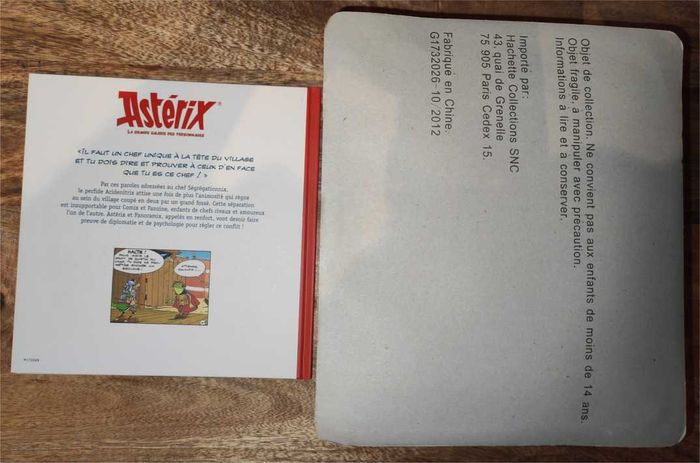 Astérix
LA GRANDE GALERIE DES PERSONNAGES
«IL FAUT UN CHEF UNIQUE À LA TÊTE DU VILLAGE
ET TU DOIS DIRE ET PROUVER À CEUX D'EN FACE
QUE TU ES CE CHEF ! »
Par ces paroles adressées au chef Ségrégationnix,
le perfide Acidenitrix attise une fois de plus l'animosité qui règne
au sein du village coupé en deux par un grand fossé. Cette séparation
est insupportable pour Comix et Fanzine, enfants de chefs rivaux et amoureux
l'un de l'autre. Astérix et Panoramix, appelés en renfort, vont devoir faire
preuve de diplomatie et de psychologie pour régler ce conflit !
HALTE !
Objet de collection. Ne convient pas aux enfants de moins de 14 ans.
Objet fragile, a manipuler avec précaution.
Informations à lire et a conserver.
Importé par:
Hachette Collections SNC
43, quai de Grenelle
75 905 Paris Cedex 15.
Fabriqué en Chine.
G1732026-10/2012